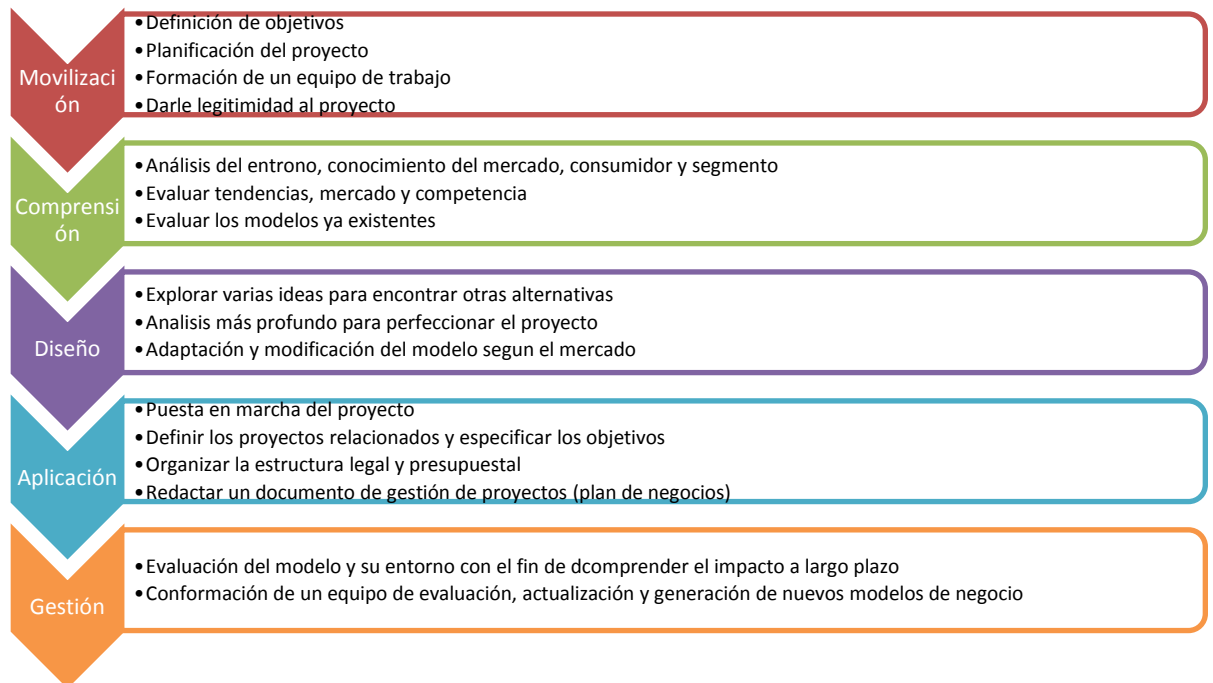 Movilizaci
ón
•Definición de objetivos
•Planificación del proyecto
•Formación de un equipo de trabajo
•Darle legitimidad al proyecto
Comprensi
ón
•Análisis del entrono, conocimiento del mercado, consumidor y segmento
•Evaluar tendencias, mercado y competencia
•Evaluar los modelos ya existentes
Diseño
•Explorar varias ideas para encontrar otras alternativas
•Analisis más profundo para perfeccionar el proyecto
•Adaptación y modificación del modelo segun el mercado
Aplicación
•Puesta en marcha del proyecto
•Definir los proyectos relacionados y especificar los objetivos
•Organizar la estructura legal y presupuestal
•Redactar un documento de gestión de proyectos (plan de negocios)
Gestión
•Evaluación del modelo y su entorno con el fin de dcomprender el impacto a largo plazo
•Conformación de un equipo de evaluación, actualización y generación de nuevos modelos de negocio